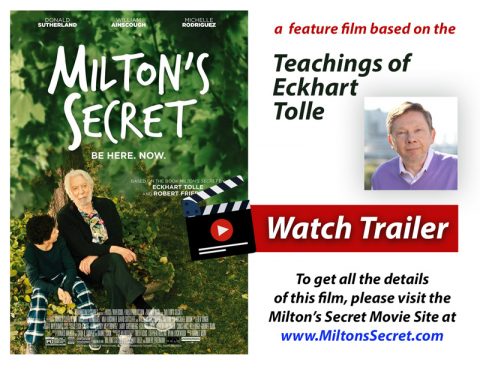 DONALD SUTHERLAND
WILLIAM AINSCOUGH
MICHELLE RODRIGUEZ
MILTON'S
SECRET
BE HERE. NOW.
BASED ON THE BOOK MILTON'S SECRET BY
ECKHART TOLLE
AND ROBERT
a feature film based on the
Teachings of
Eckhart
Tolle
Watch Trailer
To get all the details
of this film, please visit the
Milton's Secret Movie Site at
www.MiltonsSecret.com